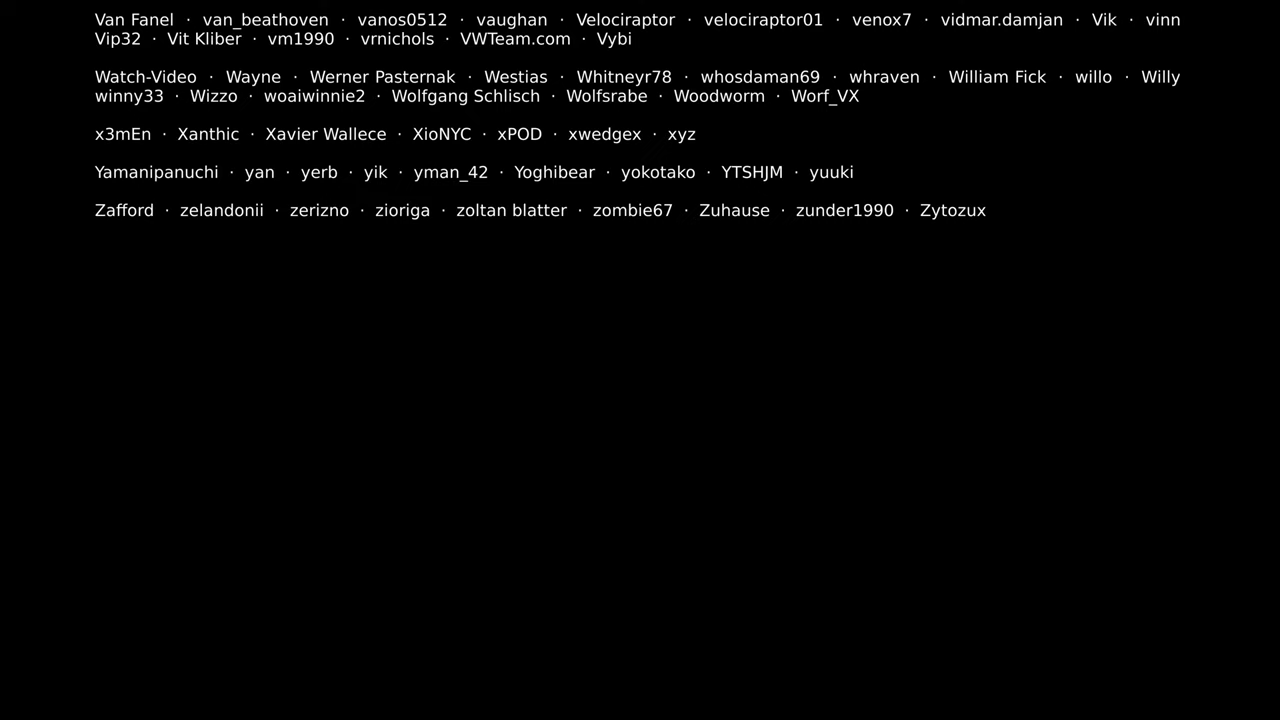 Van Fanel · van_beathoven · vanos0512 · vaughan · Velociraptor · velociraptor01 · venox7 · vidmar.damjan · Vik · vinn
Vip32 · Vit Kliber · vm1990 · vrnichols · VWTeam.com · Vybi
Watch-Video · Wayne · Werner Pasternak · Westias · Whitneyr78 · whosdaman69 · whraven · William Fick · willo · Willy
winny33 · Wizzo · woaiwinnie2 · Wolfgang Schlisch · Wolfsrabe · Woodworm · Worf_VX
x3mEn · Xanthic · Xavier Wallece · XioNYC · xPOD · xwedgex · xyz
Yamanipanuchi · yan · yerb · yik · yman_42 · Yoghibear · yokotako · YTSHJM · yuuki
Zafford · zelandonii · zerizno · zioriga · zoltan blatter · zombie67 · Zuhause · zunder1990 · Zytozux